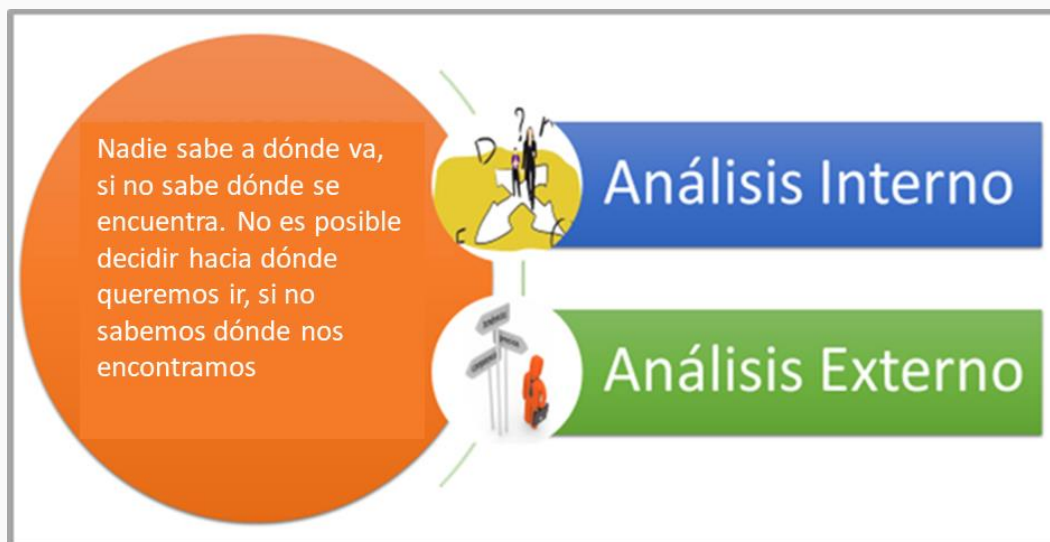 Nadie sabe a dónde va,
si no sabe dónde se
encuentra. No es posible
decidir hacia dónde
queremos ir, si no
sabemos dónde nos
encontramos
?
D
F
Análisis Interno
Análisis Externo